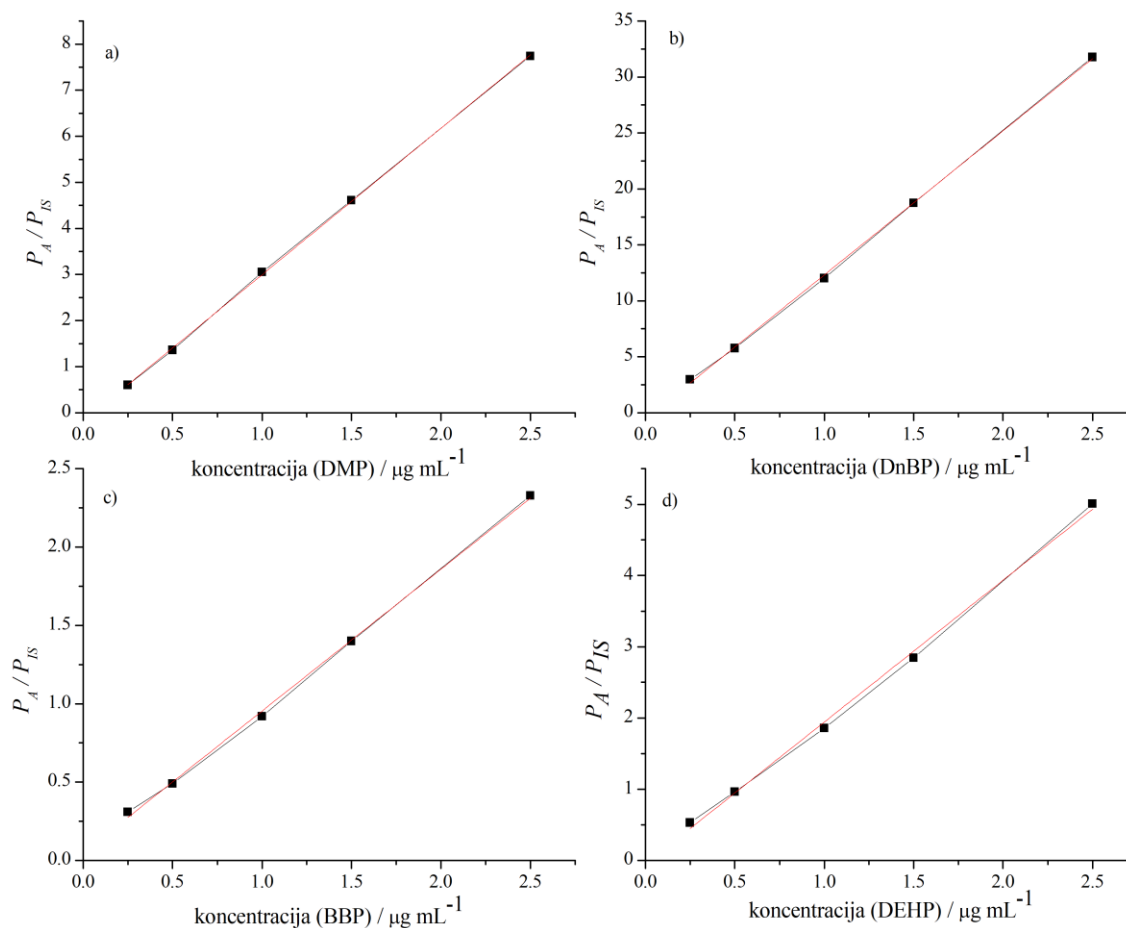 a)
8
7
6
5
4
3
2
1
0
P_A / P_IS
0.0 0.5 1.0 1.5 2.0 2.5
koncentracija (DMP) / μg mL⁻¹
b)
35
30
25
20
15
10
5
0
P_A / P_IS
0.0 0.5 1.0 1.5 2.0 2.5
koncentracija (DnBP) / μg mL⁻¹
c)
2.5
2.0
1.5
1.0
0.5
0.0
P_A / P_IS
0.0 0.5 1.0 1.5 2.0 2.5
koncentracija (BBP) / μg mL⁻¹
d)
5
4
3
2
1
0
P_A / P_IS
0.0 0.5 1.0 1.5 2.0 2.5
koncentracija (DEHP) / μg mL⁻¹